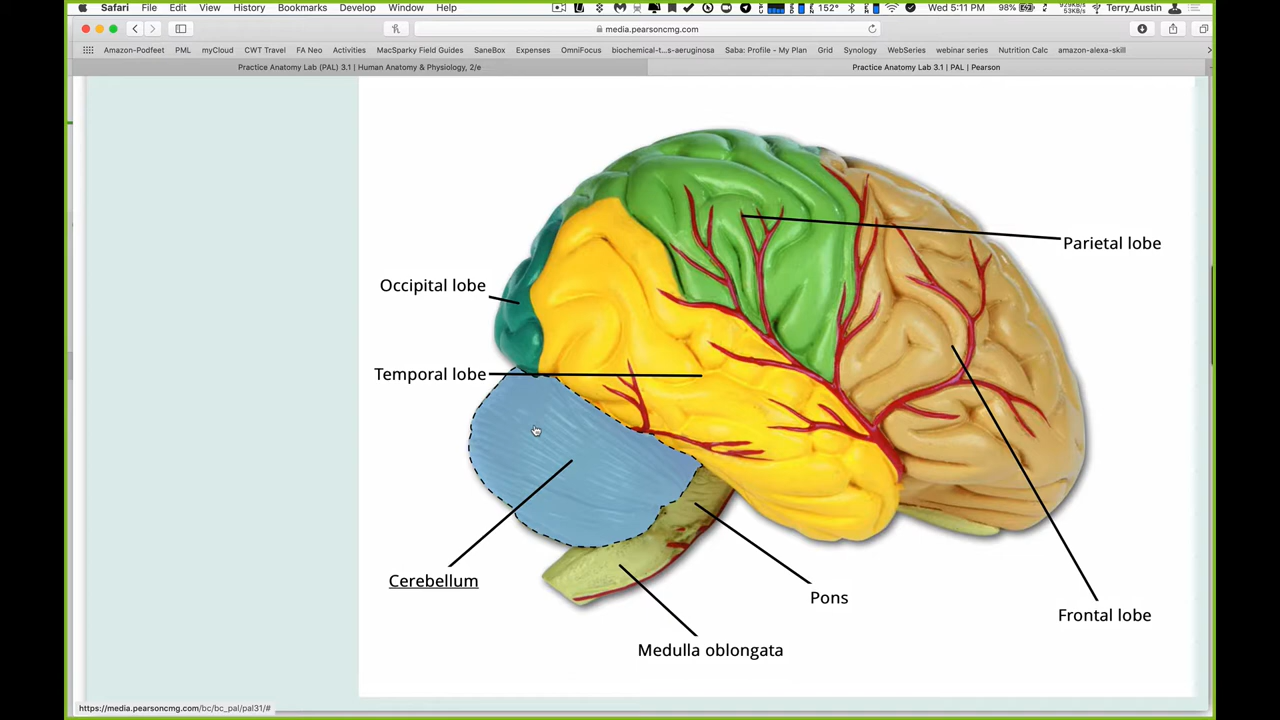 Safari File Edit View History Bookmarks Develop Window Help 152° Wed 5:11 PM 98% Terry_Austin
media.pearsoncmg.com
Amazon-Podfeet PML myCloud CWT Travel FA Neo Activities MacSparky Field Guides SaneBox Expenses OmniFocus biochemical-t...s-aeruginosa Saba: Profile - My Plan Grid Synology WebSeries webinar series Nutrition Calc amazon-alexa-skill
Practice Anatomy Lab (PAL) 3.1 | Human Anatomy & Physiology, 2/e Practice Anatomy Lab 3.1 | PAL | Pearson
Parietal lobe
Occipital lobe
Temporal lobe
Cerebellum
Pons
Frontal lobe
Medulla oblongata
https://media.pearsoncmg.com/bc/bc_pal/pal31/#